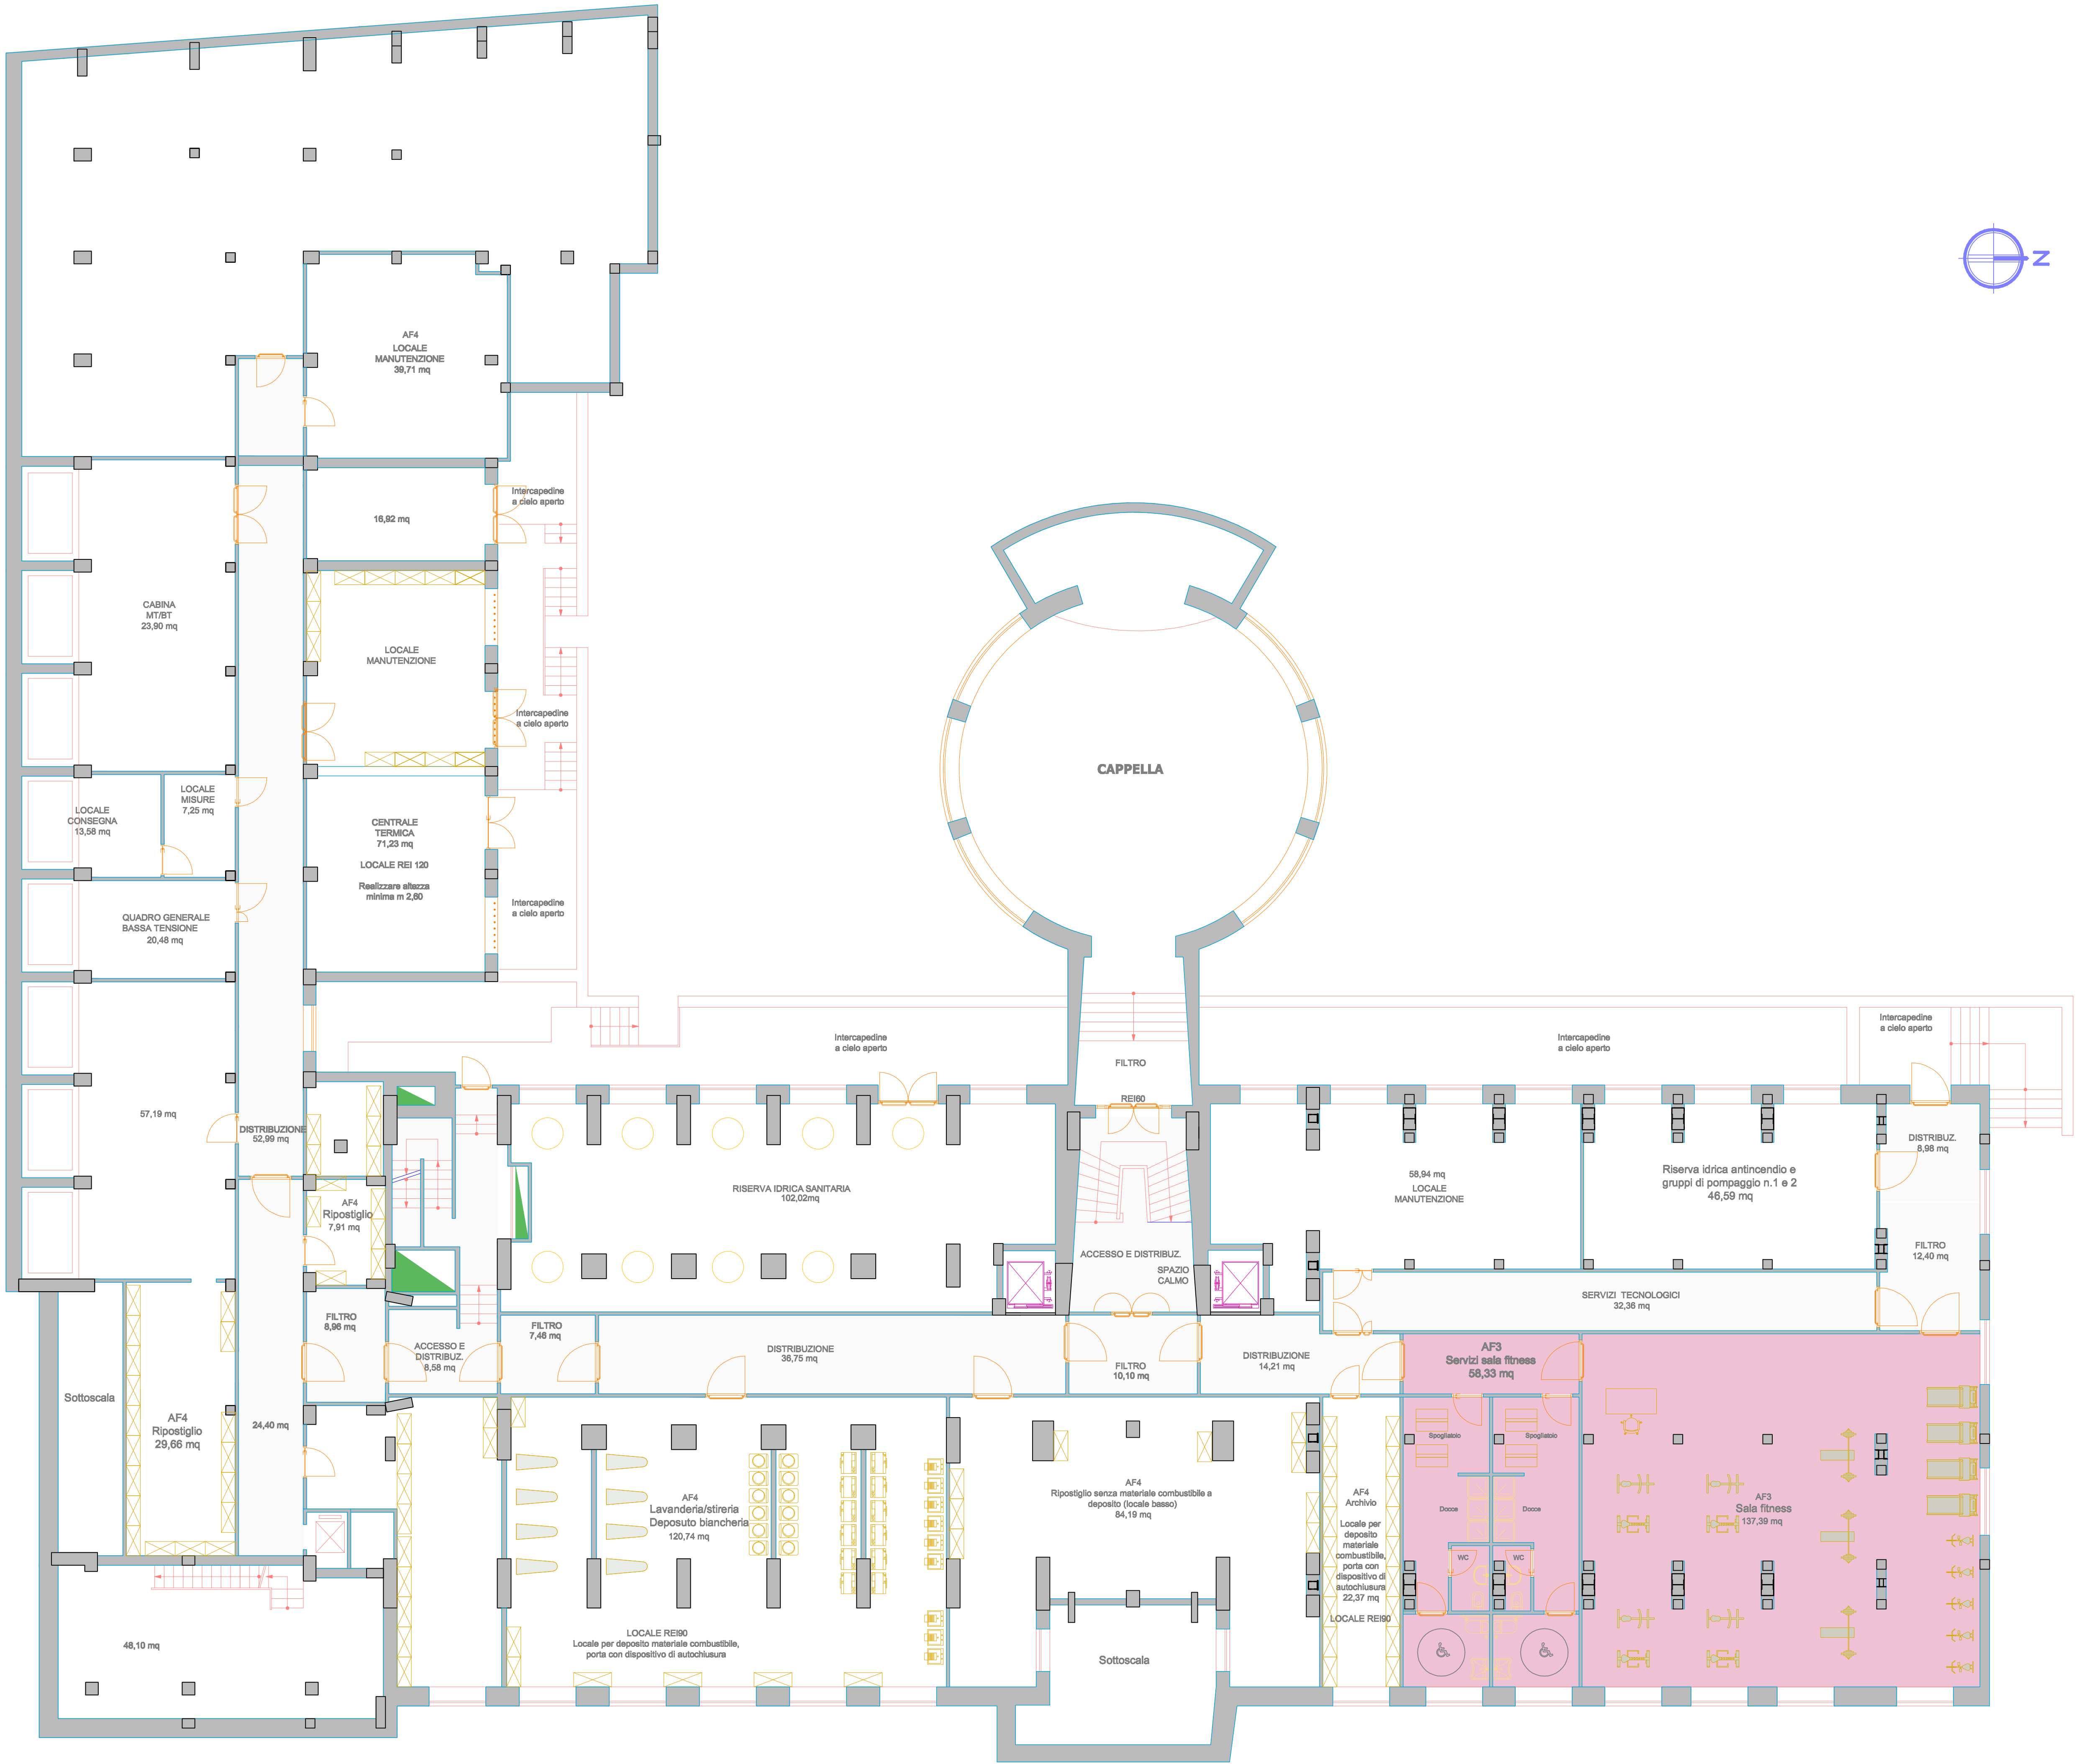 N
AF4
LOCALE
MANUTENZIONE
39,71 mq
Intercapedine
a cielo aperto
16,92 mq
CABINA
MT/BT
23,90 mq
LOCALE
MANUTENZIONE
Intercapedine
a cielo aperto
CAPPELLA
LOCALE
MISURE
7,25 mq
LOCALE
CONSEGNA
13,58 mq
CENTRALE
TERMICA
71,23 mq
LOCALE REI 120
Realizzare altezza
minima m 2,60
Intercapedine
a cielo aperto
QUADRO GENERALE
BASSA TENSIONE
20,48 mq
Intercapedine
a cielo aperto
Intercapedine
a cielo aperto
Intercapedine
a cielo aperto
FILTRO
REI60
57,19 mq
DISTRIBUZIONE
52,99 mq
DISTRIBUZ.
8,98 mq
58,94 mq
LOCALE
MANUTENZIONE
Riserva idrica antincendio e
gruppi di pompaggio n.1 e 2
46,59 mq
RISERVA IDRICA SANITARIA
102,02mq
AF4
Ripostiglio
7,91 mq
ACCESSO E DISTRIBUZ.
SPAZIO
CALMO
FILTRO
12,40 mq
SERVIZI TECNOLOGICI
32,36 mq
FILTRO
8,96 mq
FILTRO
7,46 mq
ACCESSO E
DISTRIBUZ.
8,58 mq
DISTRIBUZIONE
36,75 mq
FILTRO
10,10 mq
DISTRIBUZIONE
14,21 mq
AF3
Servizi sala fitness
58,33 mq
Sottoscala
AF4
Ripostiglio
29,66 mq
24,40 mq
Spogliatoio
Spogliatoio
AF4
Lavanderia/stireria
Deposuto biancheria
120,74 mq
AF4
Ripostiglio senza materiale combustibile a
deposito (locale basso)
84,19 mq
AF4
Archivio
Locale per
deposito
materiale
combustibile,
porta con
dispositivo di
autochiusura
22,37 mq
LOCALE REI90
Docce
Docce
AF3
Sala fitness
137,39 mq
WC
WC
48,10 mq
LOCALE REI90
Locale per deposito materiale combustibile,
porta con dispositivo di autochiusura
Sottoscala